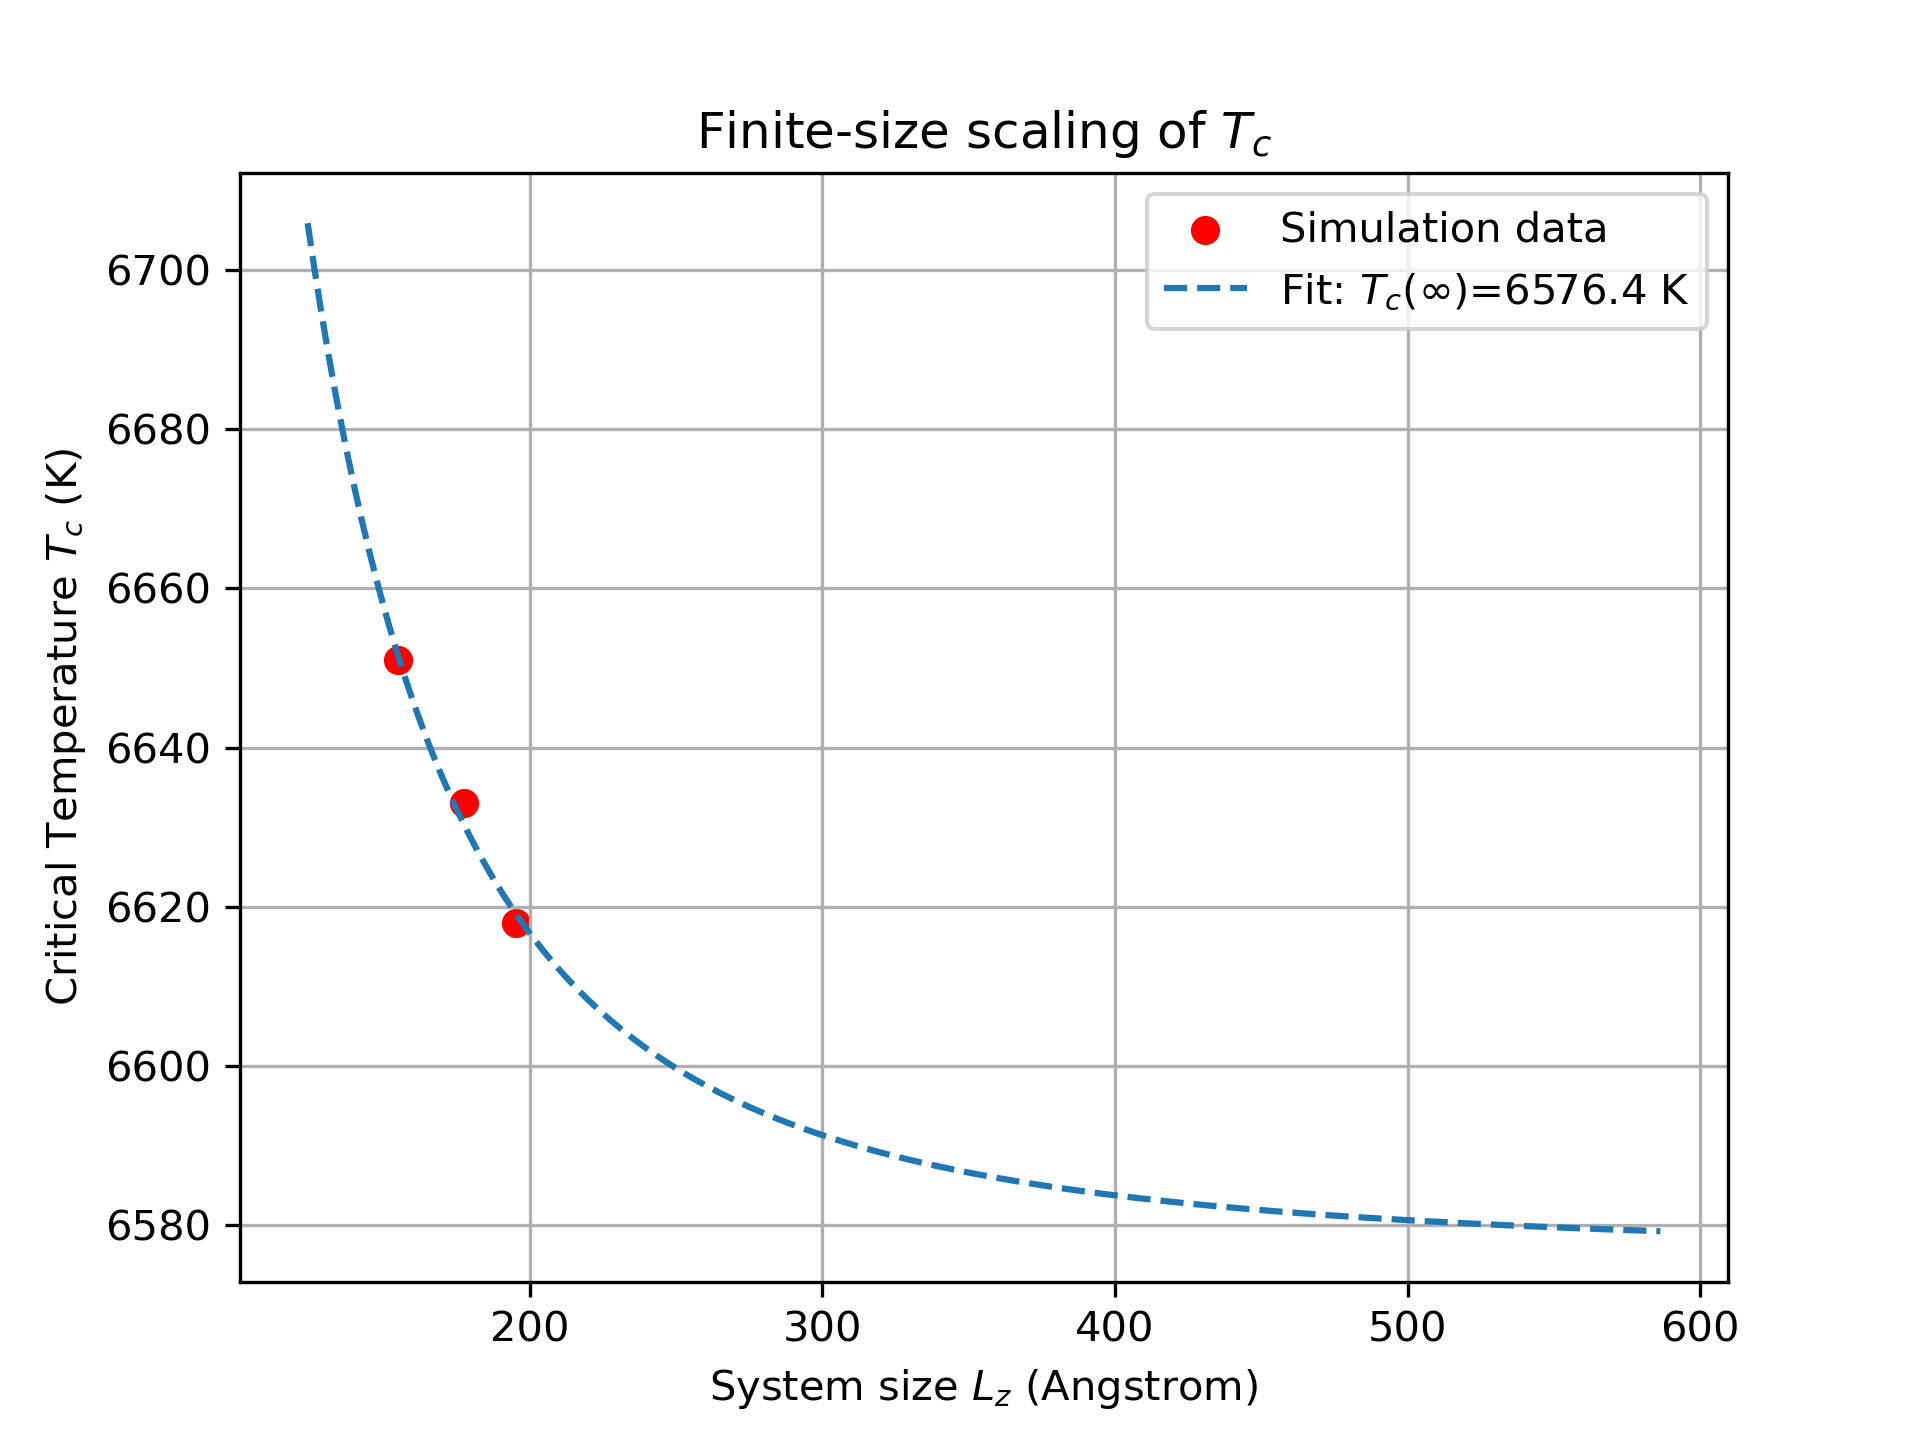 Finite-size scaling of T_c
Simulation data
Fit: T_c(∞)=6576.4 K
Critical Temperature T_c (K)
6700
6680
6660
6640
6620
6600
6580
200 300 400 500 600
System size L_z (Angstrom)